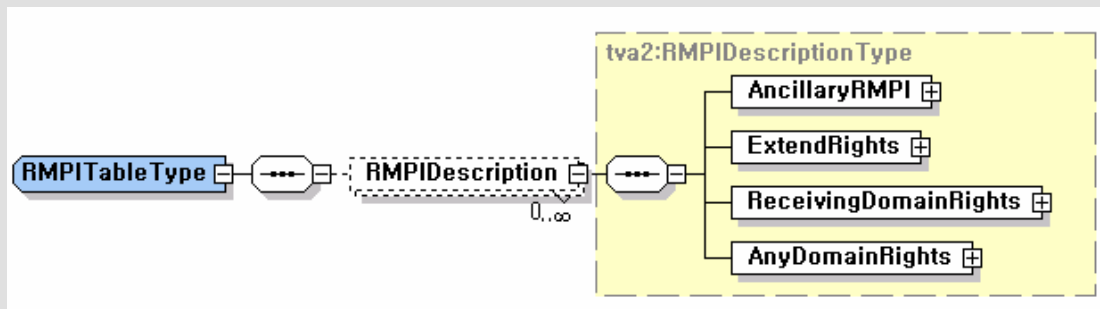 tva2:RMPIDescriptionType
AncillaryRMPI
ExtendRights
RMPITableType
RMPIDescription
0..∞
ReceivingDomainRights
AnyDomainRights